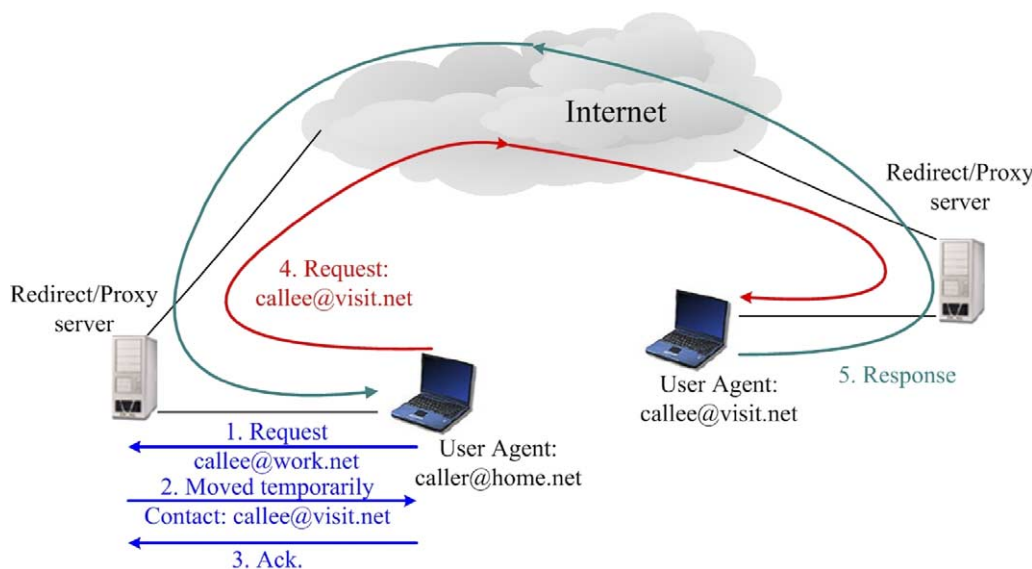 Internet
Redirect/Proxy
server
4. Request:
callee@visit.net
Redirect/Proxy
server
5. Response
User Agent:
callee@visit.net
1. Request
callee@work.net
User Agent:
caller@home.net
2. Moved temporarily
Contact: callee@visit.net
3. Ack.